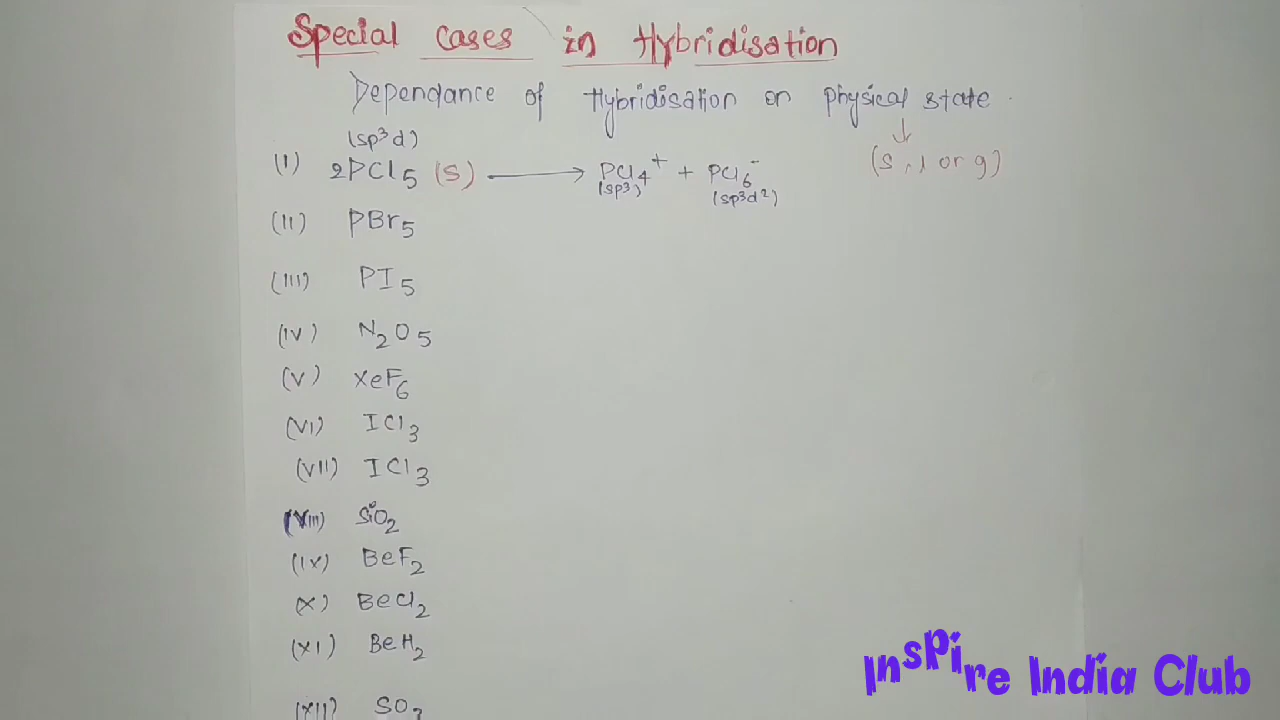 Special cases in Hybridisation
Dependance of Hybridisation on physical state.
(s, l or g)
(sp³d)
(I) 2PCl₅ (s) ⟶ PCl₄⁺ + PCl₆⁻
(sp3) (sp³d²)
(II) PBr₅
(III) PI₅
(IV) N₂O₅
(V) XeF₆
(VI) ICl₃
(VII) ICl₃
(VIII) SiO₂
(IX) BeF₂
(X) BeCl₂
(XI) BeH₂
(XII) SO₃
Inspire India Club